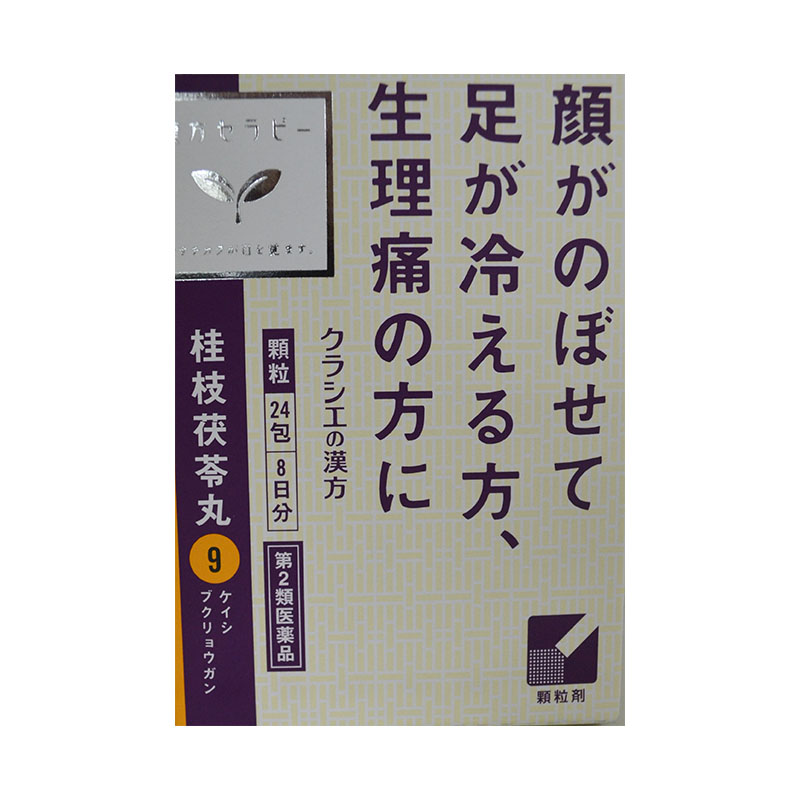 顔がのぼせて
足が冷える方、
生理痛の方に
クラシエの漢方
顆粒
24包
8日分
第2類医薬品
漢方セラピー
桂枝茯苓丸
9
ケイシ
ブクリョウガン
顆粒剤